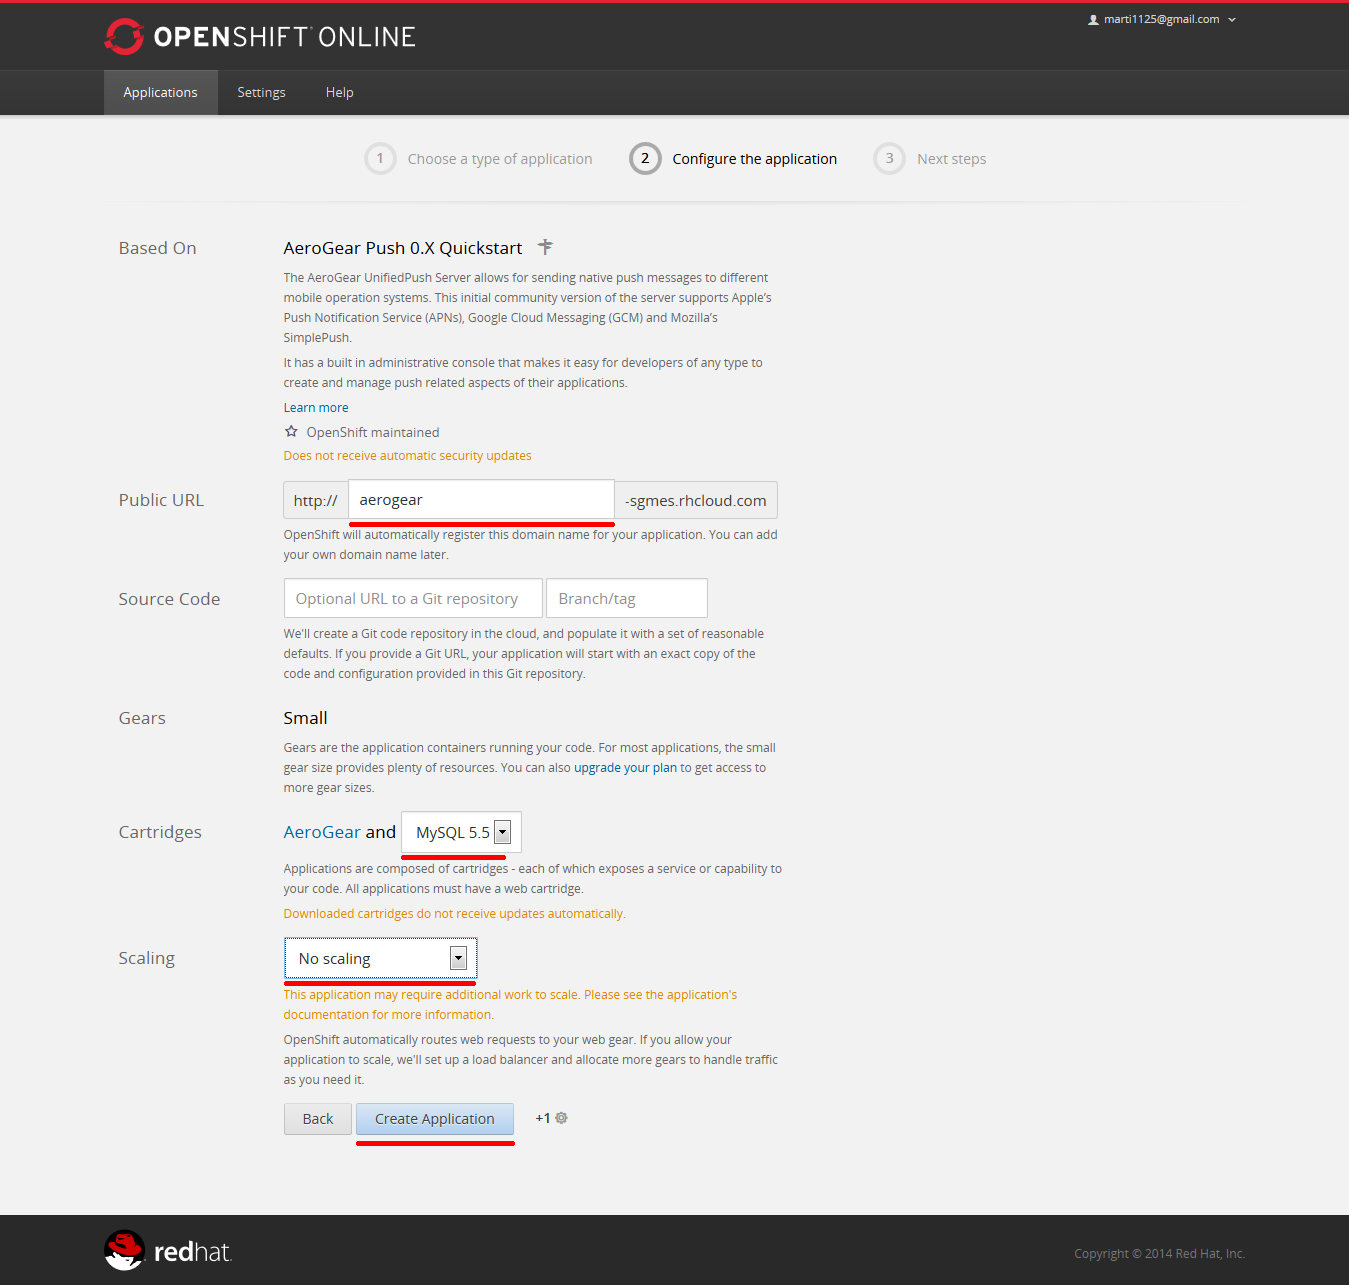 OPENSHIFT ONLINE
marti1125@gmail.com
Applications Settings Help
1 Choose a type of application 2 Configure the application 3 Next steps
Based On
AeroGear Push 0.X Quickstart
The AeroGear UnifiedPush Server allows for sending native push messages to different
mobile operation systems. This initial community version of the server supports Apple's
Push Notification Service (APNs), Google Cloud Messaging (GCM) and Mozilla's
SimplePush.
It has a built in administrative console that makes it easy for developers of any type to
create and manage push related aspects of their applications.
Learn more
OpenShift maintained
Does not receive automatic security updates
Public URL
http:// aerogear -sgmes.rhcloud.com
OpenShift will automatically register this domain name for your application. You can add
your own domain name later.
Source Code
Optional URL to a Git repository Branch/tag
We'll create a Git code repository in the cloud, and populate it with a set of reasonable
defaults. If you provide a Git URL, your application will start with an exact copy of the
code and configuration provided in this Git repository.
Gears
Small
Gears are the application containers running your code. For most applications, the small
gear size provides plenty of resources. You can also upgrade your plan to get access to
more gear sizes.
Cartridges
AeroGear and MySQL 5.5
Applications are composed of cartridges - each of which exposes a service or capability to
your code. All applications must have a web cartridge.
Downloaded cartridges do not receive updates automatically.
Scaling
No scaling
This application may require additional work to scale. Please see the application's
documentation for more information.
OpenShift automatically routes web requests to your web gear. If you allow your
application to scale, we'll set up a load balancer and allocate more gears to handle traffic
as you need it.
Back Create Application +1
redhat.
Copyright © 2014 Red Hat, Inc.